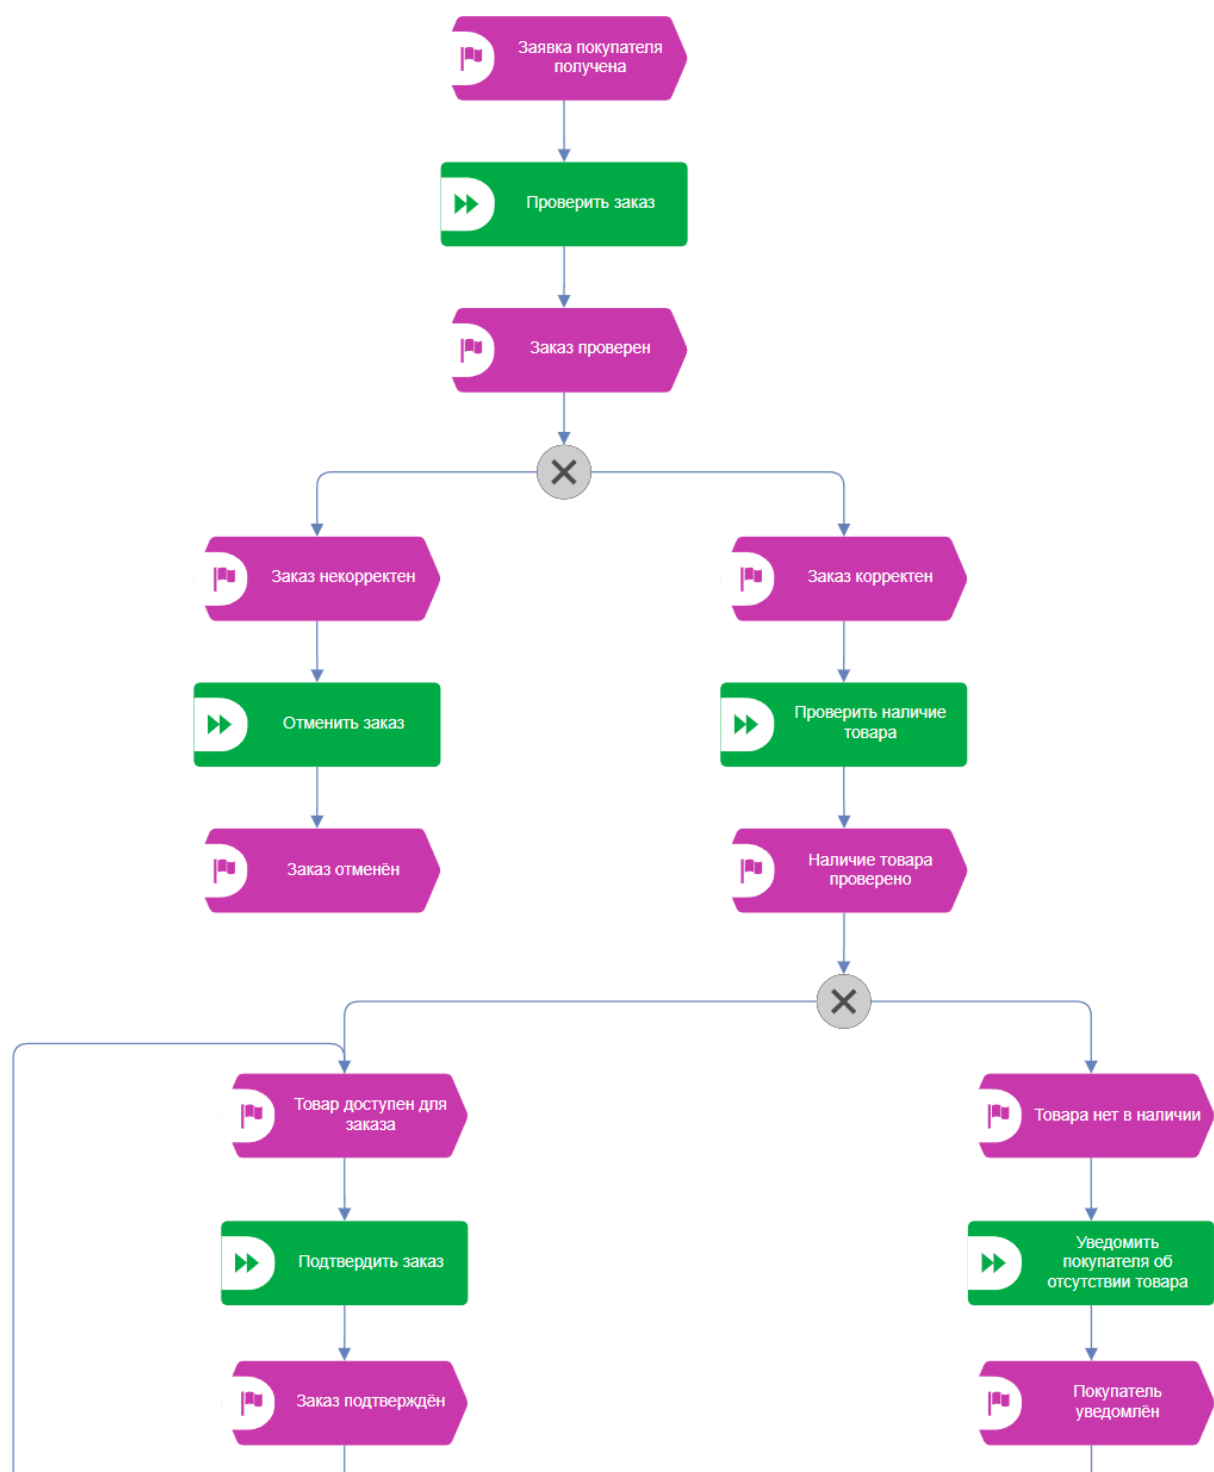 Заявка покупателя
получена
Проверить заказ
Заказ проверен
Заказ некорректен
Заказ корректен
Отменить заказ
Проверить наличие
товара
Заказ отменён
Наличие товара
проверено
Товар доступен для
заказа
Товара нет в наличии
Подтвердить заказ
Уведомить
покупателя об
отсутствии товара
Заказ подтверждён
Покупатель
уведомлён